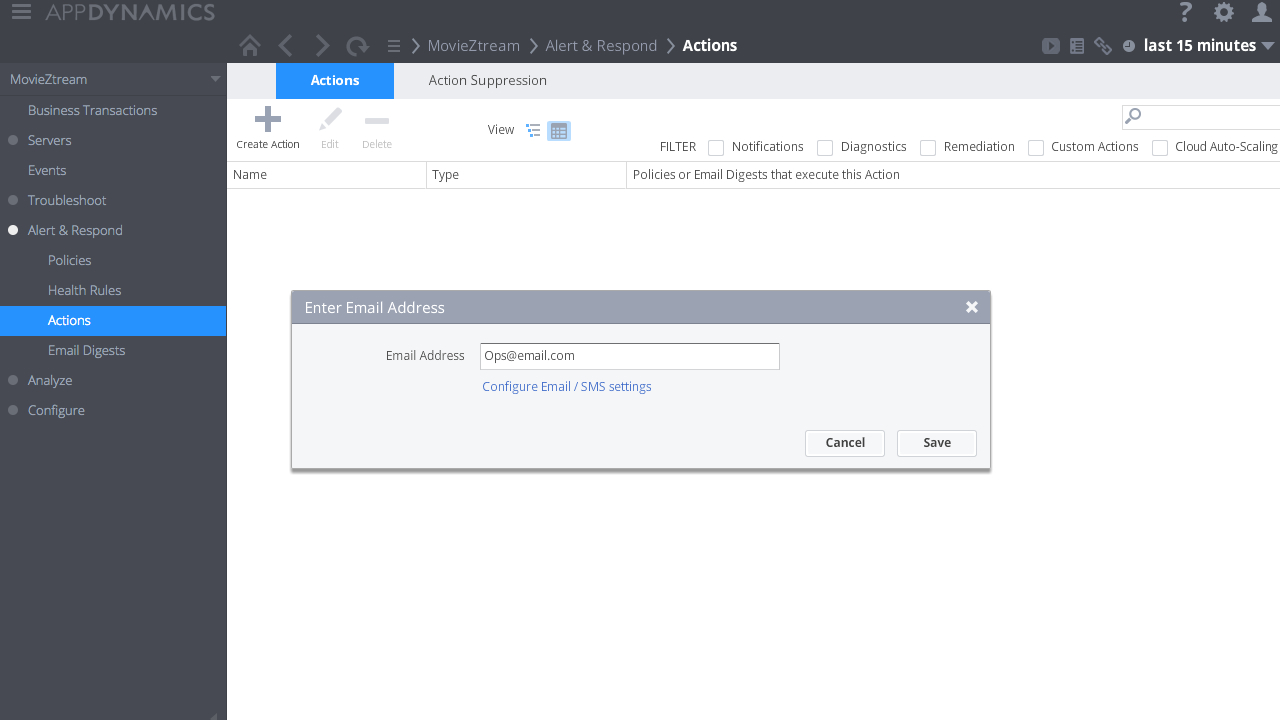 APPDYNAMICS
MovieZtream
Alert & Respond
Actions
last 15 minutes
MovieZtream
Business Transactions
Servers
Events
Troubleshoot
Alert & Respond
Policies
Health Rules
Actions
Email Digests
Analyze
Configure
Actions
Action Suppression
Create Action
Edit
Delete
View
FILTER
Notifications
Diagnostics
Remediation
Custom Actions
Cloud Auto-Scaling
Name
Type
Policies or Email Digests that execute this Action
Enter Email Address
Email Address
Ops@email.com
Configure Email / SMS settings
Cancel
Save